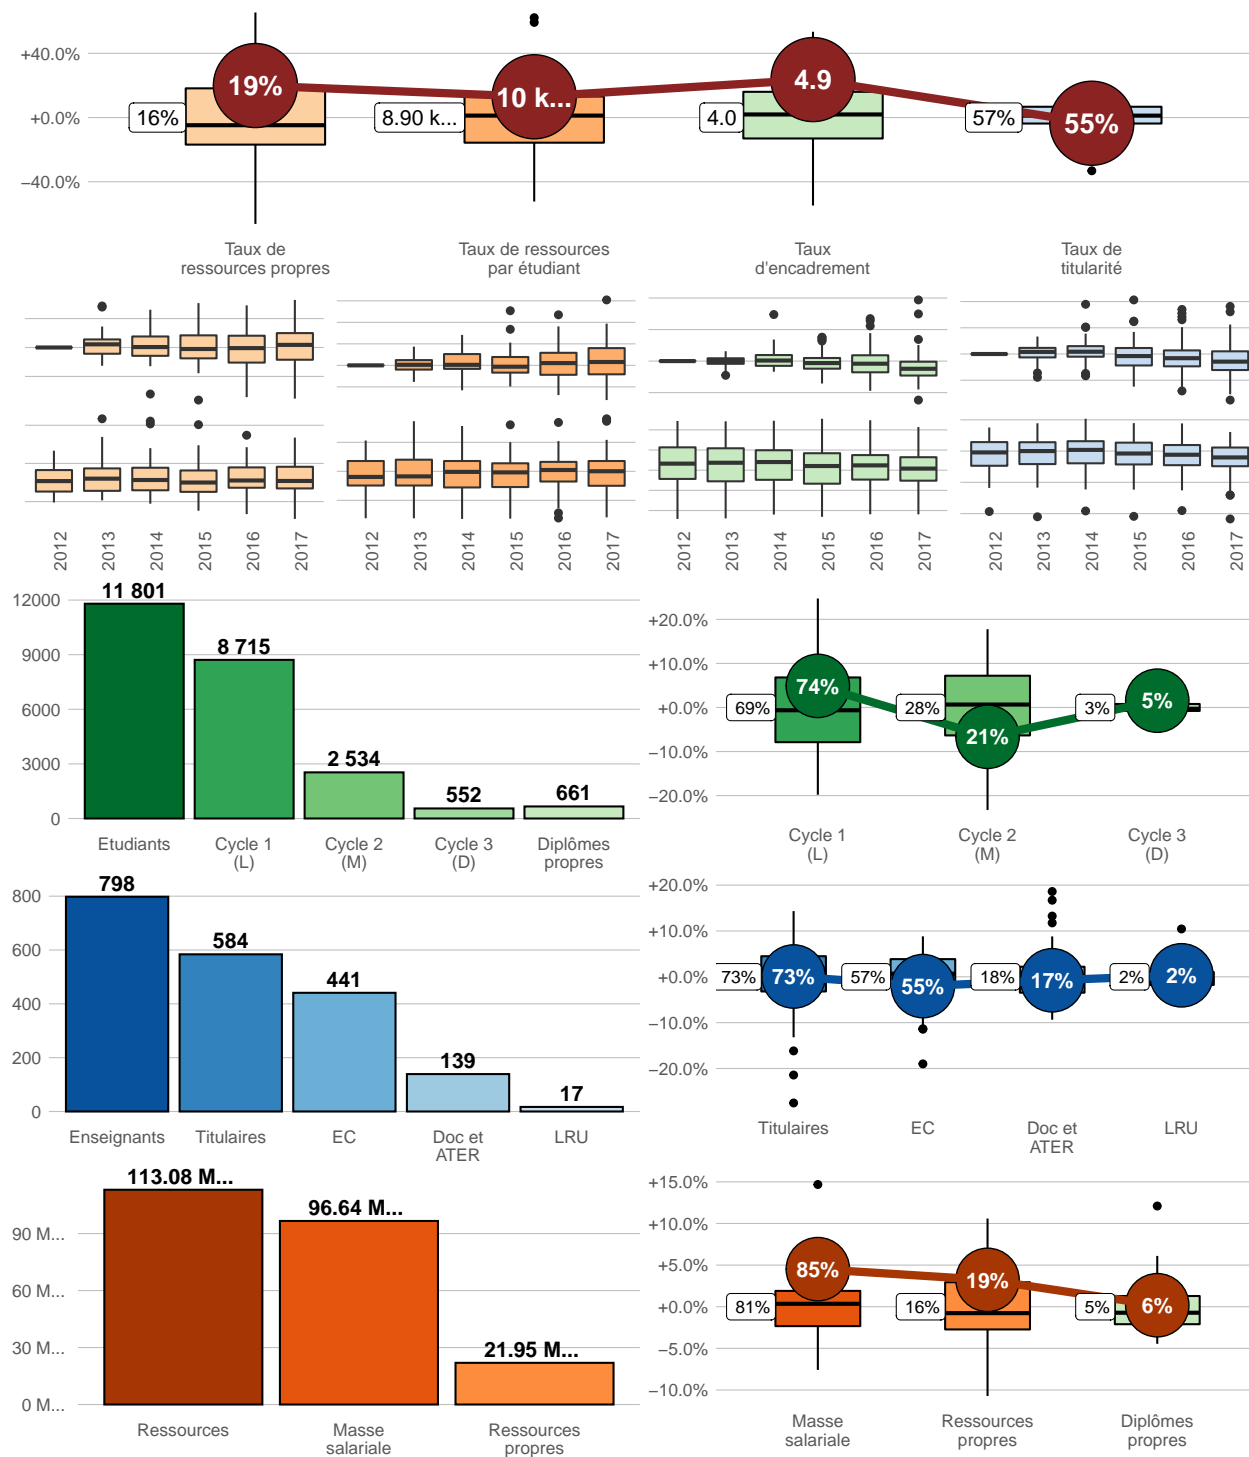 +40.0%
+0.0%
−40.0%
16%
19%
8.90 k...
10 k...
4.0
4.9
57%
55%
Taux de
ressources propres
Taux de ressources
par étudiant
Taux
d'encadrement
Taux de
titularité
2012
2013
2014
2015
2016
2017
2012
2013
2014
2015
2016
2017
2012
2013
2014
2015
2016
2017
2012
2013
2014
2015
2016
2017
12000
9000
6000
3000
0
11 801
8 715
2 534
552
661
Etudiants
Cycle 1
(L)
Cycle 2
(M)
Cycle 3
(D)
Diplômes
propres
+20.0%
+10.0%
+0.0%
−10.0%
−20.0%
69%
74%
28%
21%
3%
5%
Cycle 1
(L)
Cycle 2
(M)
Cycle 3
(D)
800
600
400
200
0
798
584
441
139
17
Enseignants
Titulaires
EC
Doc et
ATER
LRU
+20.0%
+10.0%
+0.0%
−10.0%
−20.0%
73%
73%
57%
55%
18%
17%
2%
2%
Titulaires
EC
Doc et
ATER
LRU
90 M...
60 M...
30 M...
0 M...
113.08 M...
96.64 M...
21.95 M...
Ressources
Masse
salariale
Ressources
propres
+15.0%
+10.0%
+5.0%
+0.0%
−5.0%
−10.0%
81%
85%
16%
19%
5%
6%
Masse
salariale
Ressources
propres
Diplômes
propres